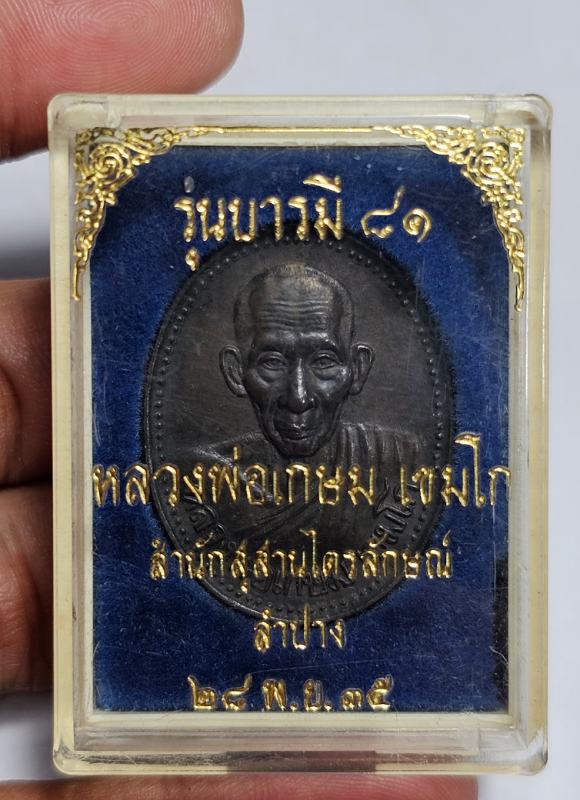 รุ่นบารมี ๘๑
หลวงพ่อเกษม เขมโก
สำนักสุสานไตรลักษณ์
ลำปาง
๒๘ พ.ย. ๓๕